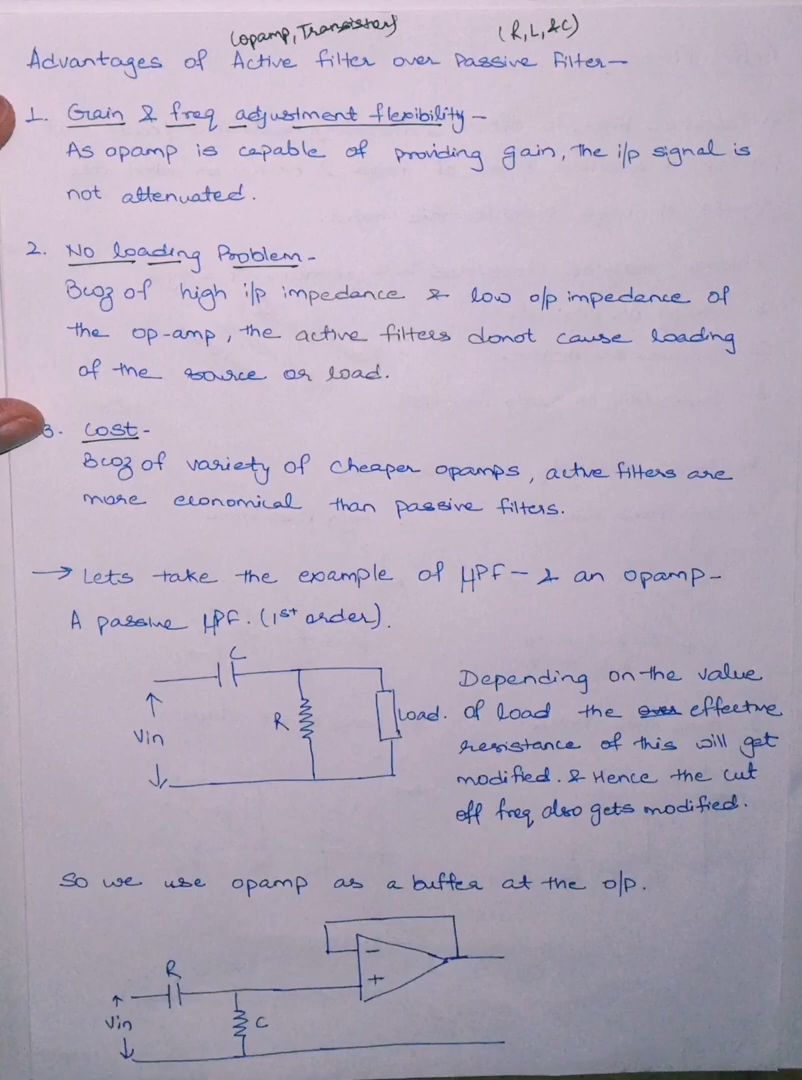 (opamp, Transistors) (R, L, & C)
Advantages of Active filter over Passive Filter-
1. Gain & freq adjustment flexibility -
As opamp is capable of providing gain, the i/p signal is
not attenuated.
2. No loading Problem -
Bcoz of high i/p impedance & low o/p impedance of
the op-amp, the active filters donot cause loading
of the source or load.
3. Cost -
Bcoz of variety of cheaper opamps, active filters are
more economical than passive filters.
→ Lets take the example of HPF - & an opamp -
A passive HPF. (1st order).
C
Vin
R
Load.
Depending on the value
of load the effective
resistance of this will get
modified. & Hence the cut
off freq also gets modified.
So we use opamp as a buffer at the o/p.
R
Vin
C
-
+